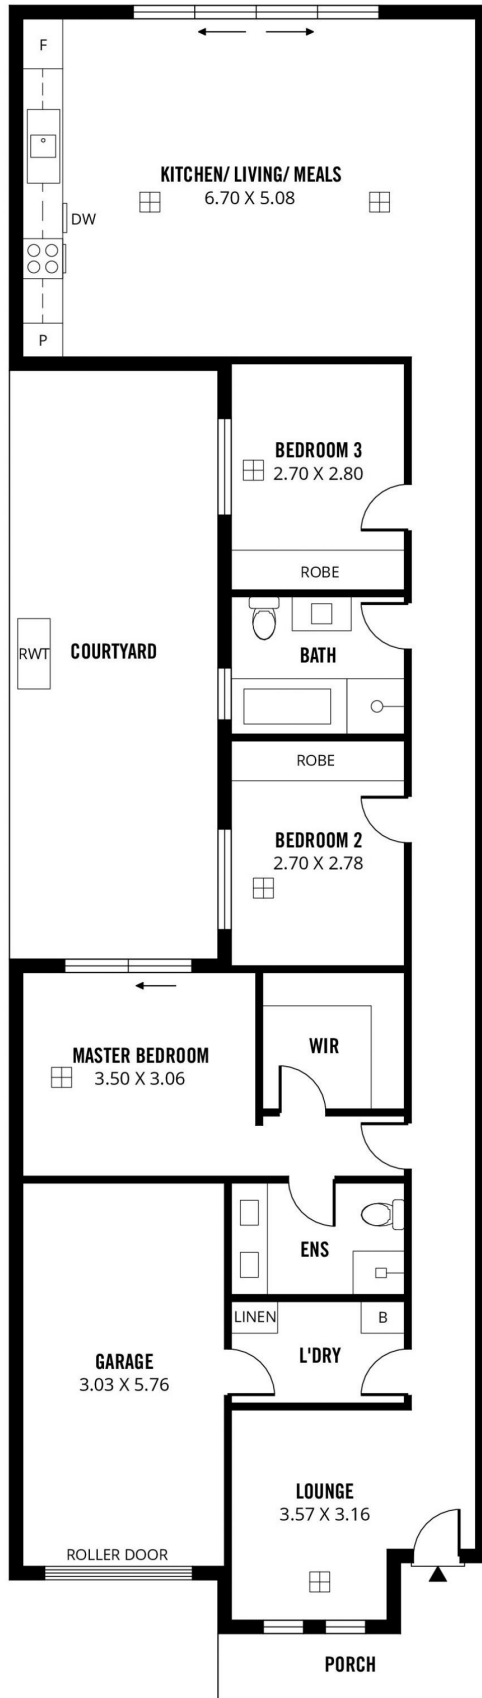 F
KITCHEN/ LIVING/ MEALS
6.70 X 5.08
DW
P
BEDROOM 3
2.70 X 2.80
ROBE
RWT
COURTYARD
BATH
ROBE
BEDROOM 2
2.70 X 2.78
WIR
MASTER BEDROOM
3.50 X 3.06
ENS
LINEN
B
L'DRY
GARAGE
3.03 X 5.76
LOUNGE
3.57 X 3.16
ROLLER DOOR
PORCH